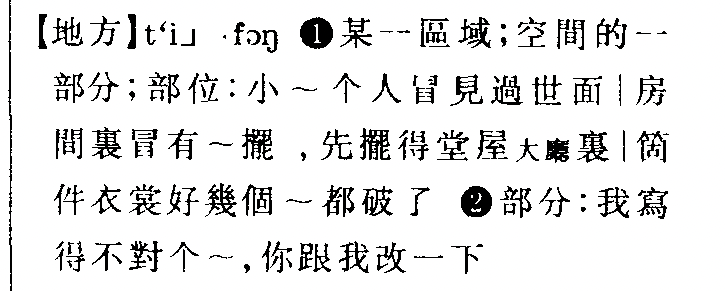 【地方】tʻi˩ ·fɔŋ ❶某一區域；空間的一
部分；部位：小～个人冒見過世面｜房
間裏冒有～擺，先擺得堂屋大廳裏｜箇
件衣裳好幾個～都破了 ❷部分：我寫
得不對个～，你跟我改一下